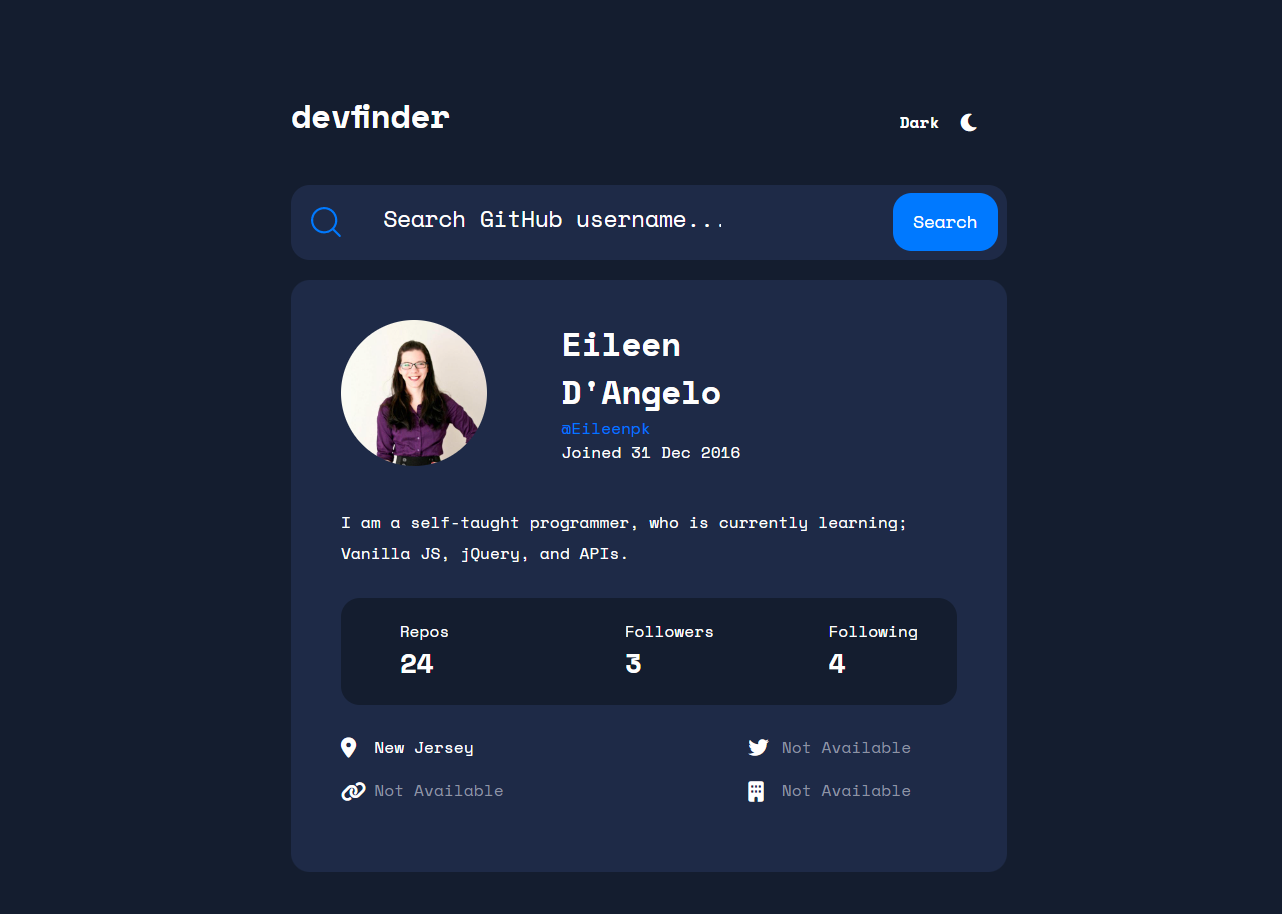 devfinder
Dark
Search GitHub username...
Search
Eileen
D'Angelo
@Eileenpk
Joined 31 Dec 2016
I am a self-taught programmer, who is currently learning;
Vanilla JS, jQuery, and APIs.
Repos Followers Following
24 3 4
New Jersey Not Available
Not Available Not Available